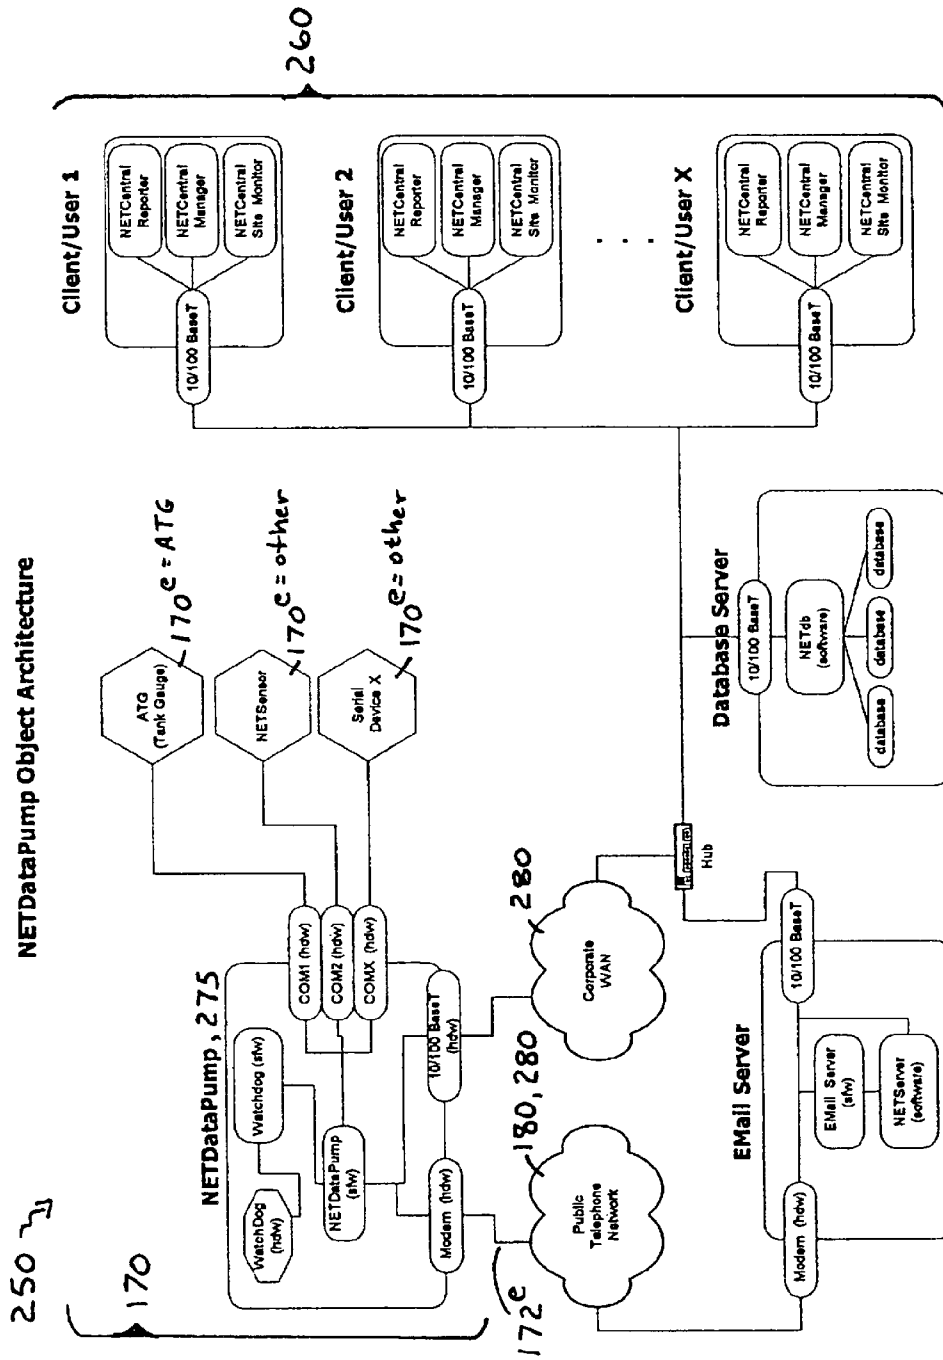 NETDataPump Object Architecture
250
170
NETDataPump, 275
WatchDog
(hdw)
Watchdog (sfw)
NETDataPump
(sfw)
COM1 (hdw)
COM2 (hdw)
COMX (hdw)
Modem (hdw)
10/100 BaseT
(hdw)
ATG
(Tank Gauge)
170 e = ATG
NETSensor
170 e = other
Serial
Device X
170 e = other
172 e
Public
Telephone
Network
180, 280
Corporate
WAN
280
Hub
EMail Server
Modem (hdw)
10/100 BaseT
EMail Server
(sfw)
NETServer
(software)
Database Server
10/100 BaseT
NETdb
(software)
database
database
database
260
Client/User 1
10/100 BaseT
NETCentral
Reporter
NETCentral
Manager
NETCentral
Site Monitor
Client/User 2
10/100 BaseT
NETCentral
Reporter
NETCentral
Manager
NETCentral
Site Monitor
. . .
Client/User X
10/100 BaseT
NETCentral
Reporter
NETCentral
Manager
NETCentral
Site Monitor